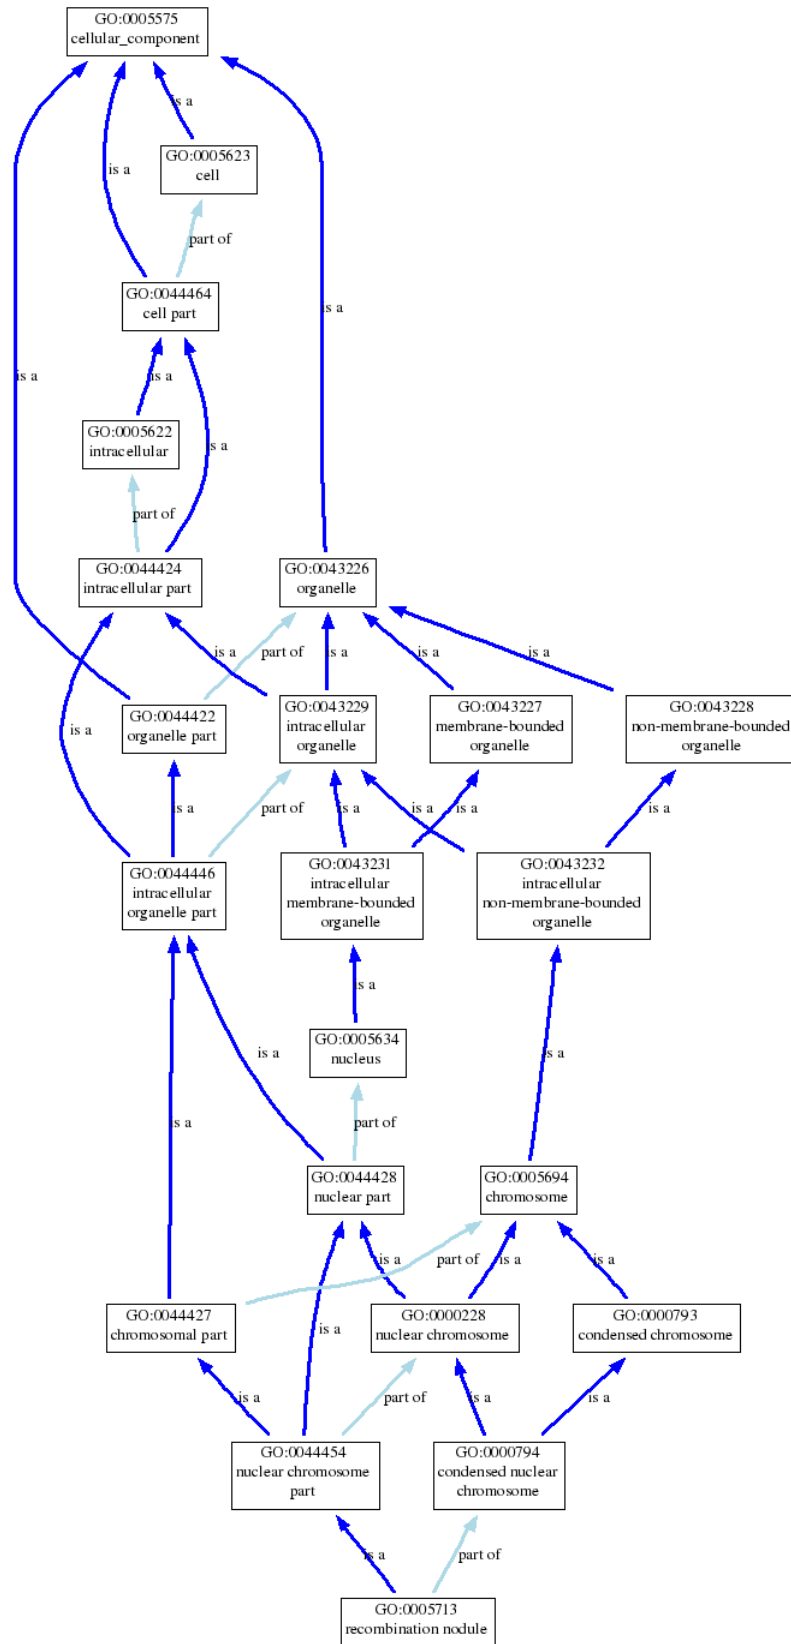 GO:0005575
cellular_component
is a
GO:0005623
cell
is a
part of
GO:0044464
cell part
is a
is a
is a
GO:0005622
intracellular
is a
part of
GO:0044424
intracellular part
GO:0043226
organelle
is a
part of
is a
is a
is a
GO:0044422
organelle part
GO:0043229
intracellular
organelle
GO:0043227
membrane-bounded
organelle
GO:0043228
non-membrane-bounded
organelle
is a
is a
part of
is a
is a
is a
is a
GO:0044446
intracellular
organelle part
GO:0043231
intracellular
membrane-bounded
organelle
GO:0043232
intracellular
non-membrane-bounded
organelle
is a
GO:0005634
nucleus
is a
is a
is a
part of
GO:0044428
nuclear part
GO:0005694
chromosome
is a
part of
is a
is a
GO:0044427
chromosomal part
GO:0000228
nuclear chromosome
GO:0000793
condensed chromosome
is a
is a
part of
is a
is a
GO:0044454
nuclear chromosome
part
GO:0000794
condensed nuclear
chromosome
is a
part of
GO:0005713
recombination nodule